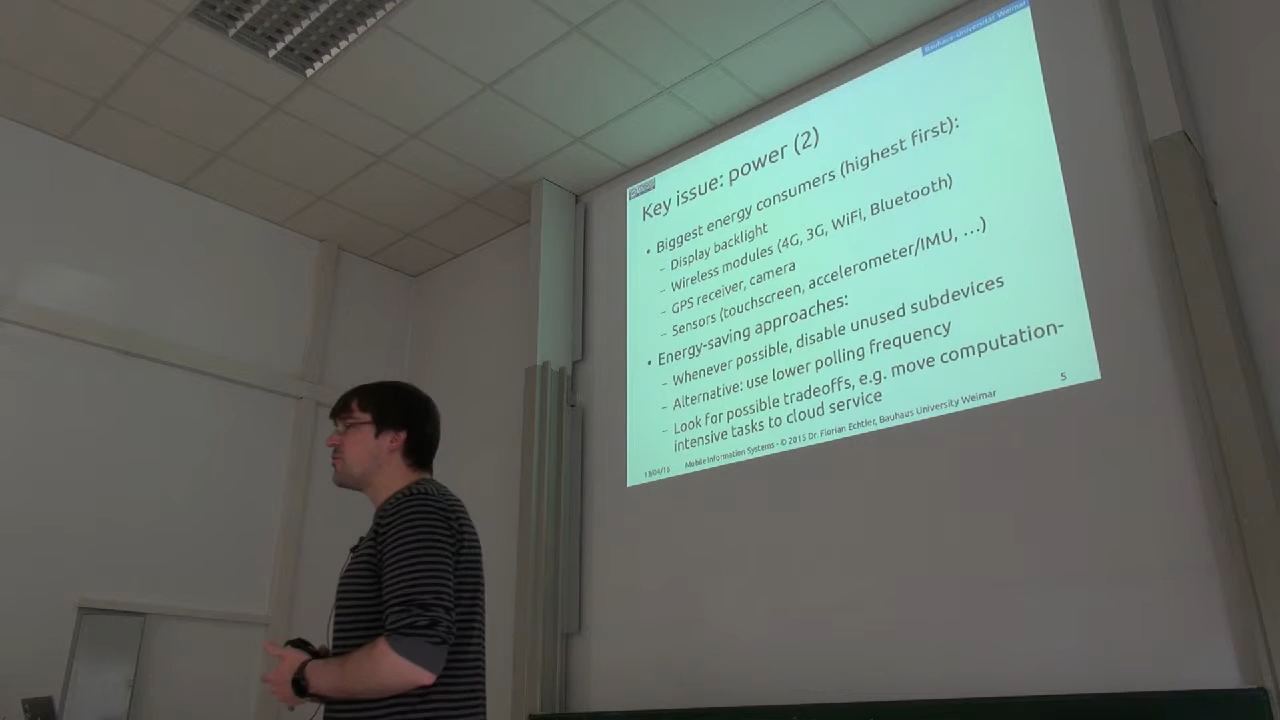 Bauhaus-Universität Weimar
Key issue: power (2)
• Biggest energy consumers (highest first):
– Display backlight
– Wireless modules (4G, 3G, WiFi, Bluetooth)
– GPS receiver, camera
– Sensors (touchscreen, accelerometer/IMU, …)
• Energy-saving approaches:
– Whenever possible, disable unused subdevices
– Alternative: use lower polling frequency
– Look for possible tradeoffs, e.g. move computation-
intensive tasks to cloud service
Mobile Information Systems - © 2015 Dr. Florian Echtler, Bauhaus University Weimar
5